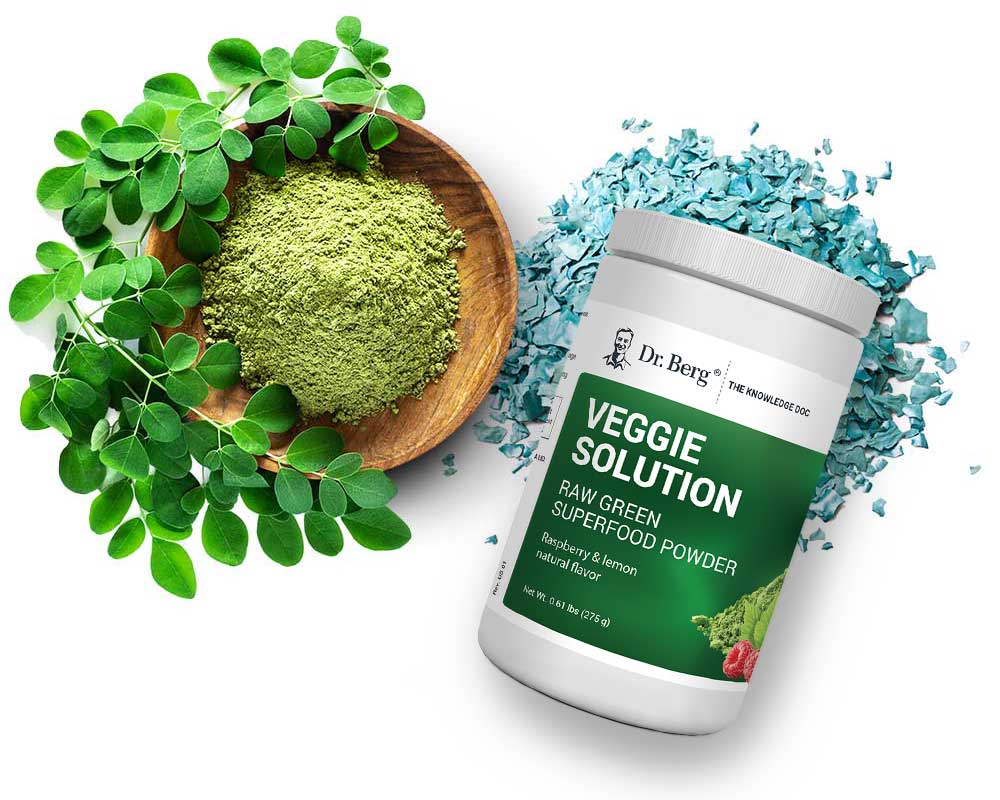 Dr. Berg®
THE KNOWLEDGE DOC
VEGGIE
SOLUTION
RAW GREEN
SUPERFOOD POWDER
Raspberry & lemon
natural flavor
Net Wt. 0.61 lbs (275 g)